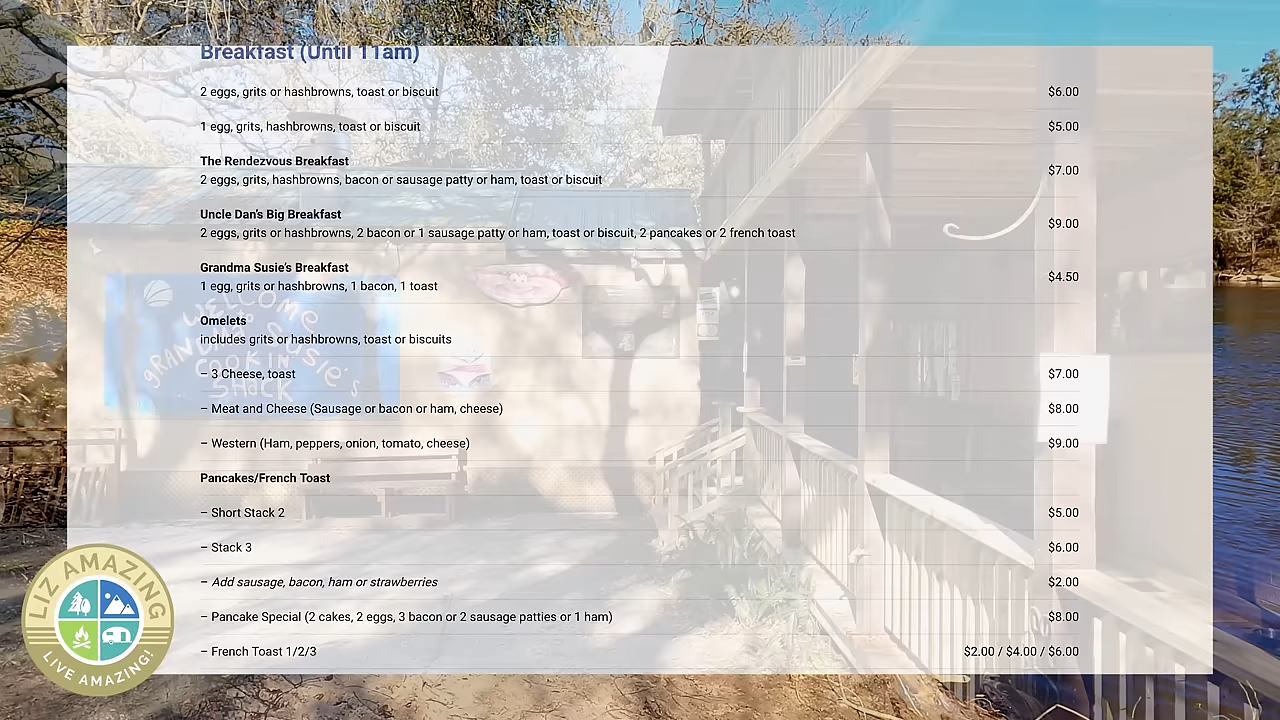 Breakfast (Until 11am)
2 eggs, grits or hashbrowns, toast or biscuit $6.00
1 egg, grits, hashbrowns, toast or biscuit $5.00
The Rendezvous Breakfast
2 eggs, grits, hashbrowns, bacon or sausage patty or ham, toast or biscuit $7.00
Uncle Dan's Big Breakfast
2 eggs, grits or hashbrowns, 2 bacon or 1 sausage patty or ham, toast or biscuit, 2 pancakes or 2 french toast $9.00
Grandma Susie's Breakfast
1 egg, grits or hashbrowns, 1 bacon, 1 toast $4.50
Omelets
includes grits or hashbrowns, toast or biscuits
– 3 Cheese, toast $7.00
– Meat and Cheese (Sausage or bacon or ham, cheese) $8.00
– Western (Ham, peppers, onion, tomato, cheese) $9.00
Pancakes/French Toast
– Short Stack 2 $5.00
– Stack 3 $6.00
– Add sausage, bacon, ham or strawberries $2.00
– Pancake Special (2 cakes, 2 eggs, 3 bacon or 2 sausage patties or 1 ham) $8.00
– French Toast 1/2/3 $2.00 / $4.00 / $6.00
WELCOME
COOKIN
SHACK
LIZ AMAZING
LIVE AMAZING!